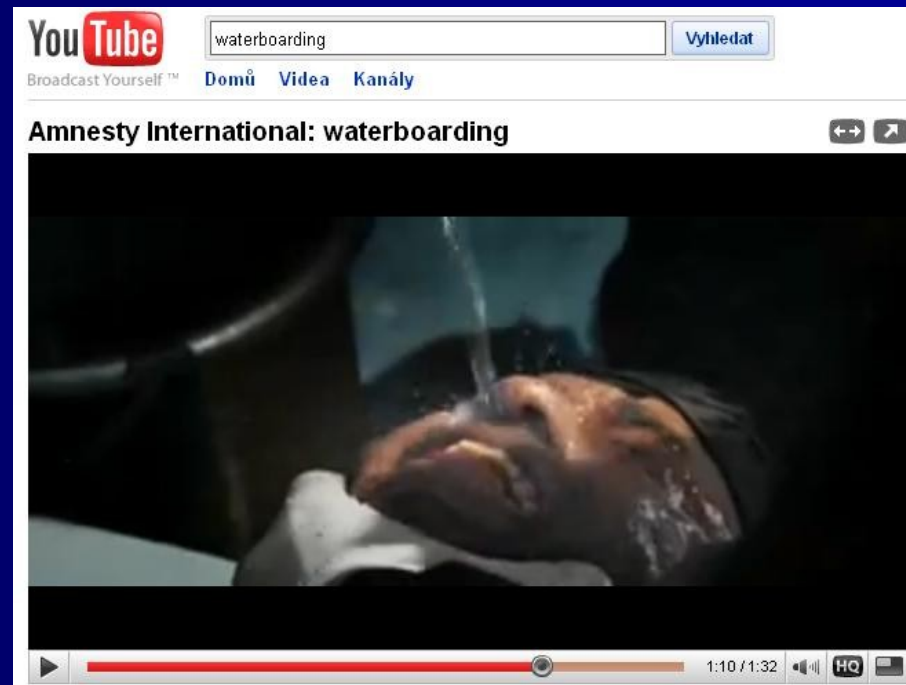 You Tube
waterboarding Vyhledat
Broadcast Yourself ™ Domů Videa Kanály
Amnesty International: waterboarding
1:10 / 1:32 HQ